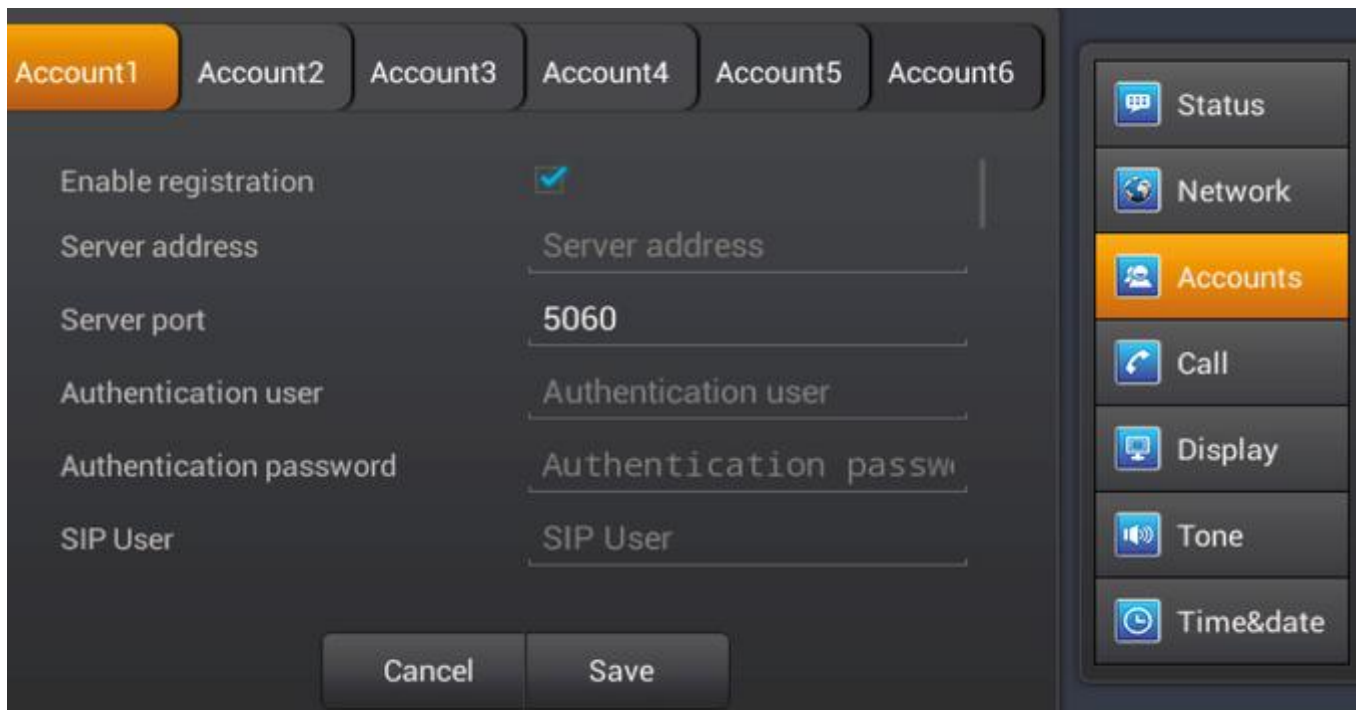 Account1 Account2 Account3 Account4 Account5 Account6
Enable registration
Server address Server address
Server port 5060
Authentication user Authentication user
Authentication password Authentication passw
SIP User SIP User
Cancel Save
Status
Network
Accounts
Call
Display
Tone
Time&date